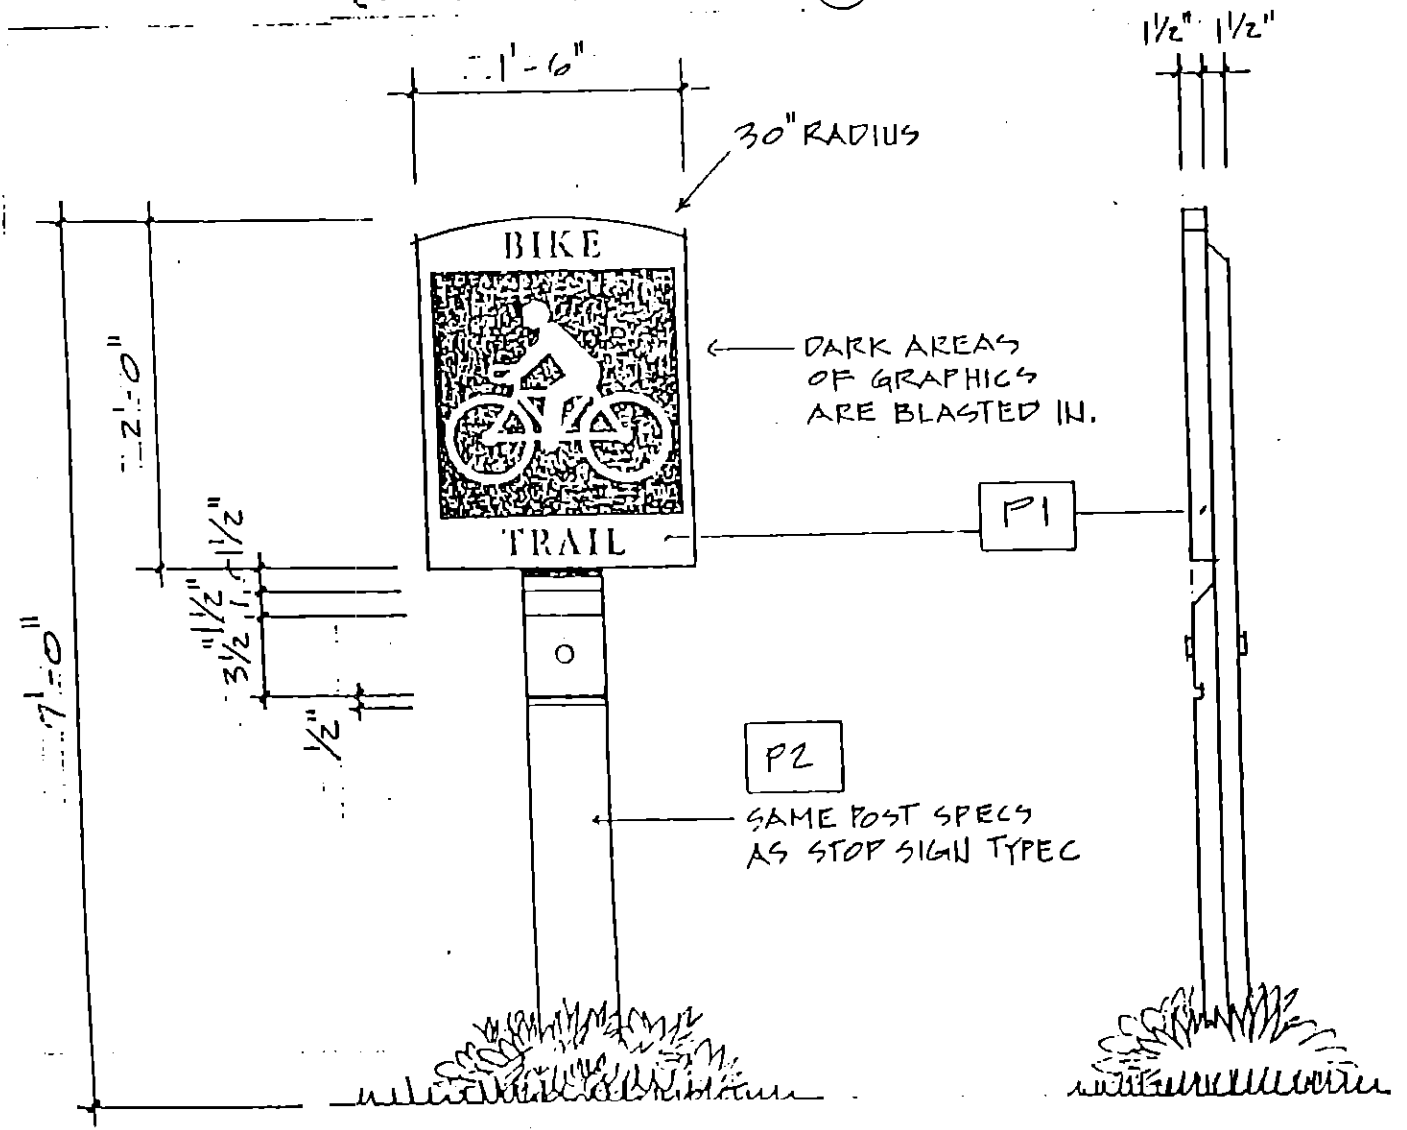 1'-6"
1½" 1½"
30" RADIUS
BIKE
2'-0"
DARK AREAS
OF GRAPHICS
ARE BLASTED IN.
P1
TRAIL
1½"
1½"
3½"
½"
7'-0"
P2
SAME POST SPECS
AS STOP SIGN TYPE C